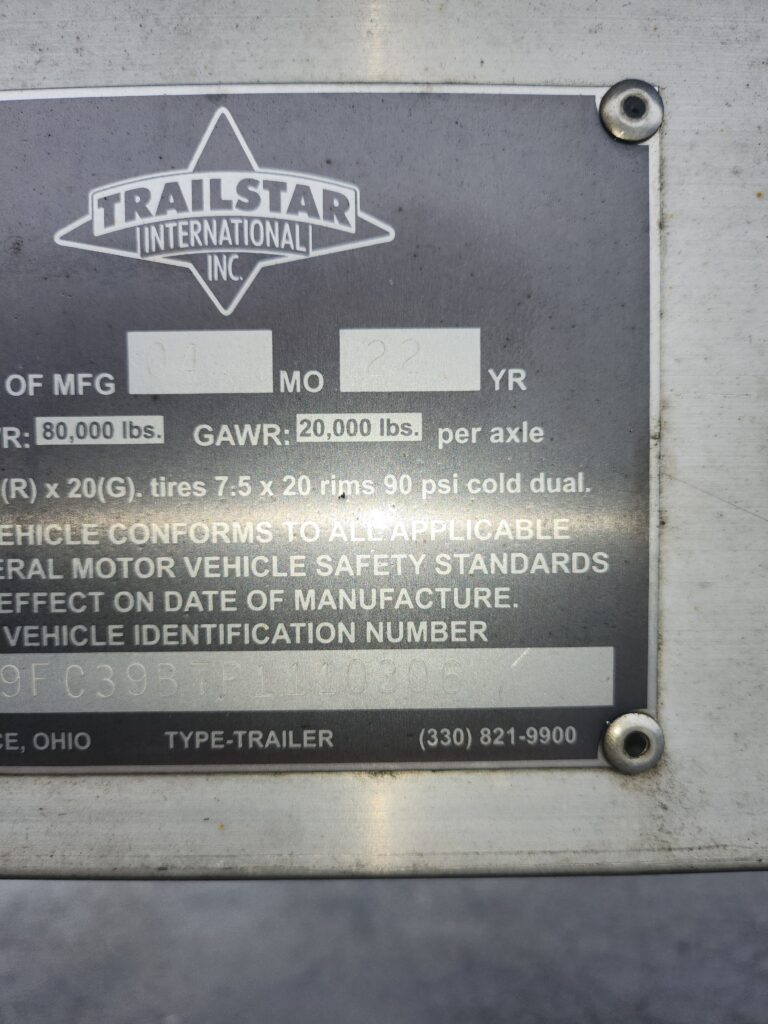 TRAILSTAR
INTERNATIONAL
INC.
OF MFG 04 MO 22 YR
R: 80,000 lbs. GAWR: 20,000 lbs. per axle
(R) x 20(G). tires 7.5 x 20 rims 90 psi cold dual.
EHICLE CONFORMS TO ALL APPLICABLE
ERAL MOTOR VEHICLE SAFETY STANDARDS
EFFECT ON DATE OF MANUFACTURE.
VEHICLE IDENTIFICATION NUMBER
9FC39B7P1110306
CE, OHIO TYPE-TRAILER (330) 821-9900